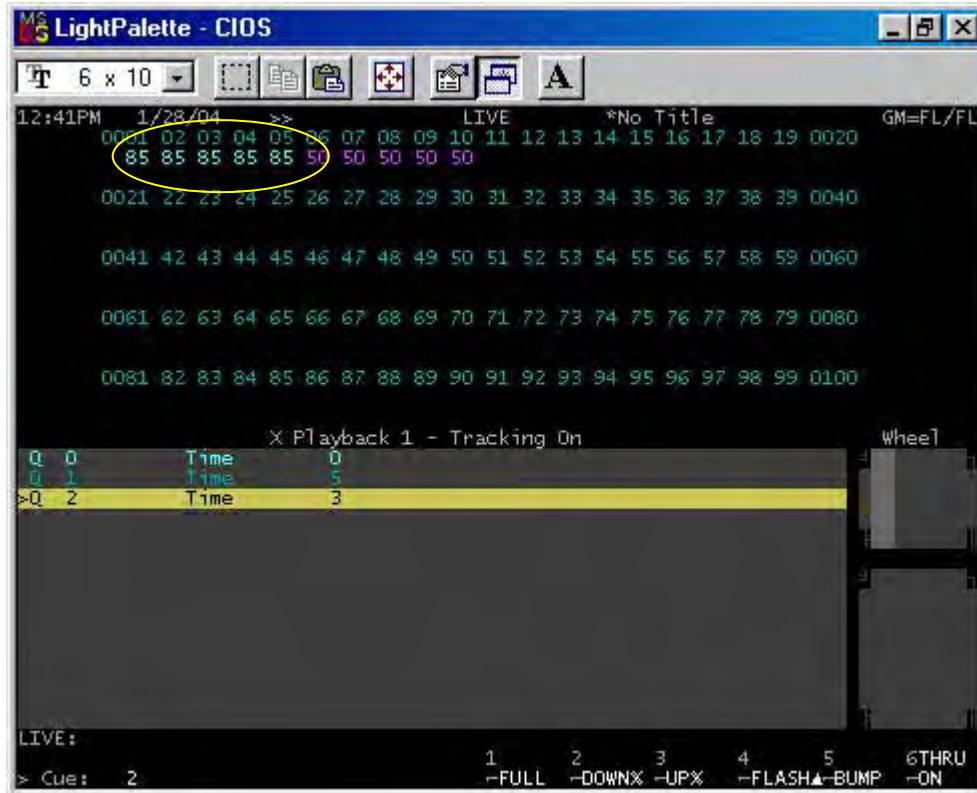 MS DOS LightPalette - CIOS
Tr 6 x 10 A
12:41PM 1/28/04 >> LIVE *No Title GM=FL/FL
0001 02 03 04 05 06 07 08 09 10 11 12 13 14 15 16 17 18 19 0020
85 85 85 85 85 50 50 50 50 50
0021 22 23 24 25 26 27 28 29 30 31 32 33 34 35 36 37 38 39 0040
0041 42 43 44 45 46 47 48 49 50 51 52 53 54 55 56 57 58 59 0060
0061 62 63 64 65 66 67 68 69 70 71 72 73 74 75 76 77 78 79 0080
0081 82 83 84 85 86 87 88 89 90 91 92 93 94 95 96 97 98 99 0100
X Playback 1 - Tracking On Wheel
Q 0 Time 0
Q 1 Time 5
>Q 2 Time 3
LIVE:
1 2 3 4 5 6THRU
> Cue: 2 ←FULL ←DOWN% ←UP% ←FLASH▲←BUMP ←ON